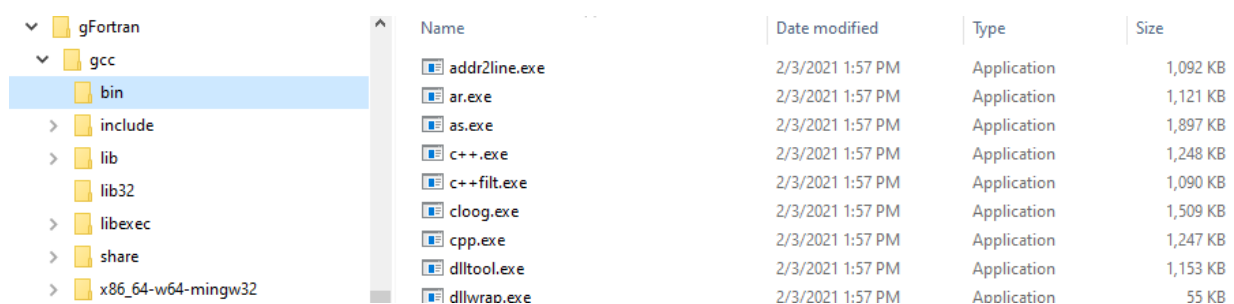 gFortran
gcc
bin
include
lib
lib32
libexec
share
x86_64-w64-mingw32
Name Date modified Type Size
addr2line.exe 2/3/2021 1:57 PM Application 1,092 KB
ar.exe 2/3/2021 1:57 PM Application 1,121 KB
as.exe 2/3/2021 1:57 PM Application 1,897 KB
c++.exe 2/3/2021 1:57 PM Application 1,248 KB
c++filt.exe 2/3/2021 1:57 PM Application 1,090 KB
cloog.exe 2/3/2021 1:57 PM Application 1,509 KB
cpp.exe 2/3/2021 1:57 PM Application 1,247 KB
dlltool.exe 2/3/2021 1:57 PM Application 1,153 KB
dllwrap.exe 2/3/2021 1:57 PM Application 55 KB